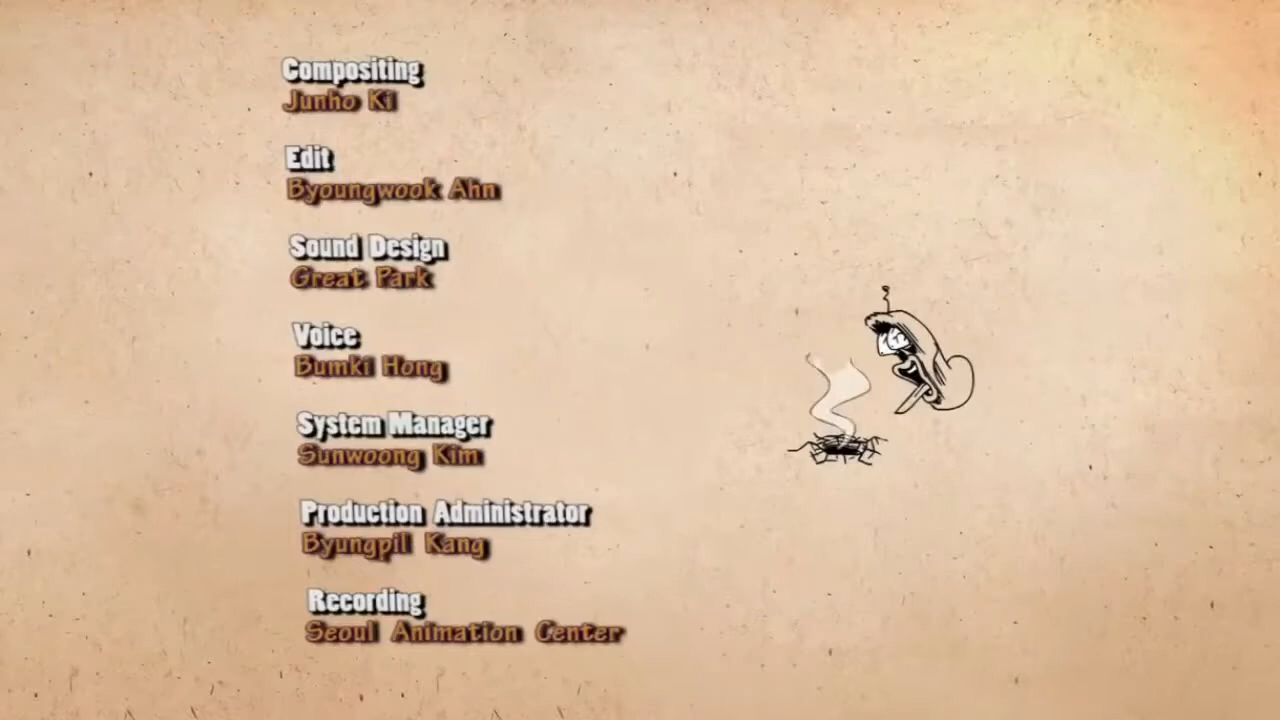 Compositing
Junho Ki
Edit
Byoungwook Ahn
Sound Design
Great Park
Voice
Bumki Hong
System Manager
Sunwoong Kim
Production Administrator
Byungpil Kang
Recording
Seoul Animation Center